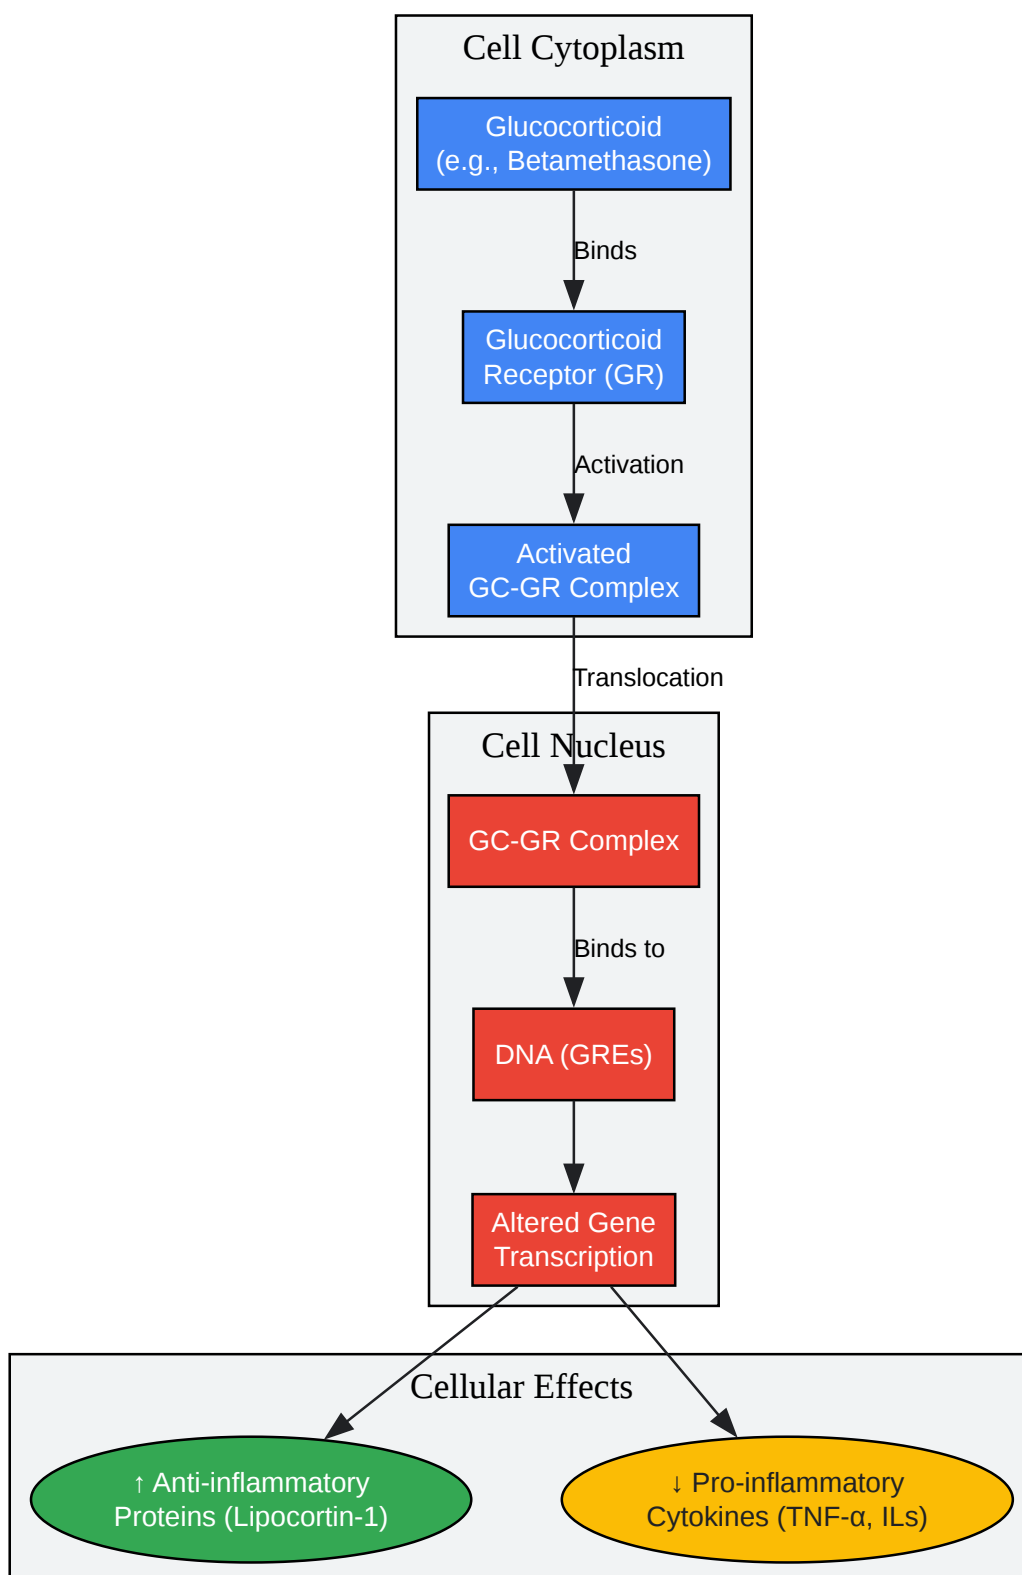 Cell Cytoplasm
Glucocorticoid
(e.g., Betamethasone)
Binds
Glucocorticoid
Receptor (GR)
Activation
Activated
GC-GR Complex
Translocation
Cell Nucleus
GC-GR Complex
Binds to
DNA (GREs)
Altered Gene
Transcription
Cellular Effects
↑ Anti-inflammatory
Proteins (Lipocortin-1)
↓ Pro-inflammatory
Cytokines (TNF-α, ILs)